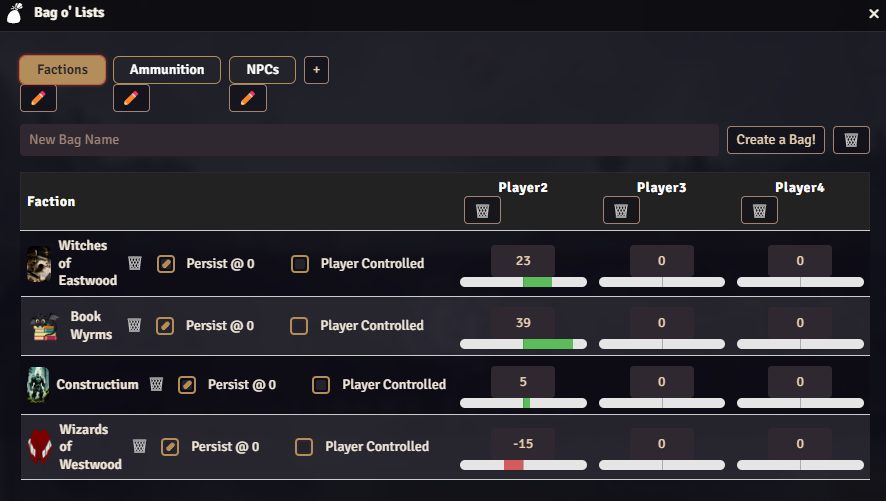 Bag o' Lists
×
Factions Ammunition NPCs +
New Bag Name Create a Bag!
Faction Player2 Player3 Player4
Witches
of
Eastwood
Persist @ 0 Player Controlled 23 0 0
Book
Wyrms
Persist @ 0 Player Controlled 39 0 0
Constructium Persist @ 0 Player Controlled 5 0 0
Wizards
of
Westwood
Persist @ 0 Player Controlled -15 0 0